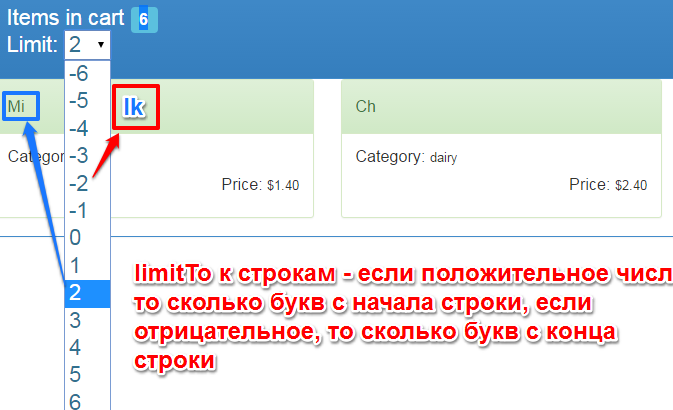 Items in cart 6
Limit: 2
-6
-5
-4
-3
-2
-1
0
1
2
3
4
5
6
Mi
lk
Ch
Categor
Category: dairy
Price: $1.40
Price: $2.40
limitTo к строкам - если положительное числ
то сколько букв с начала строки, если
отрицательное, то сколько букв с конца
строки